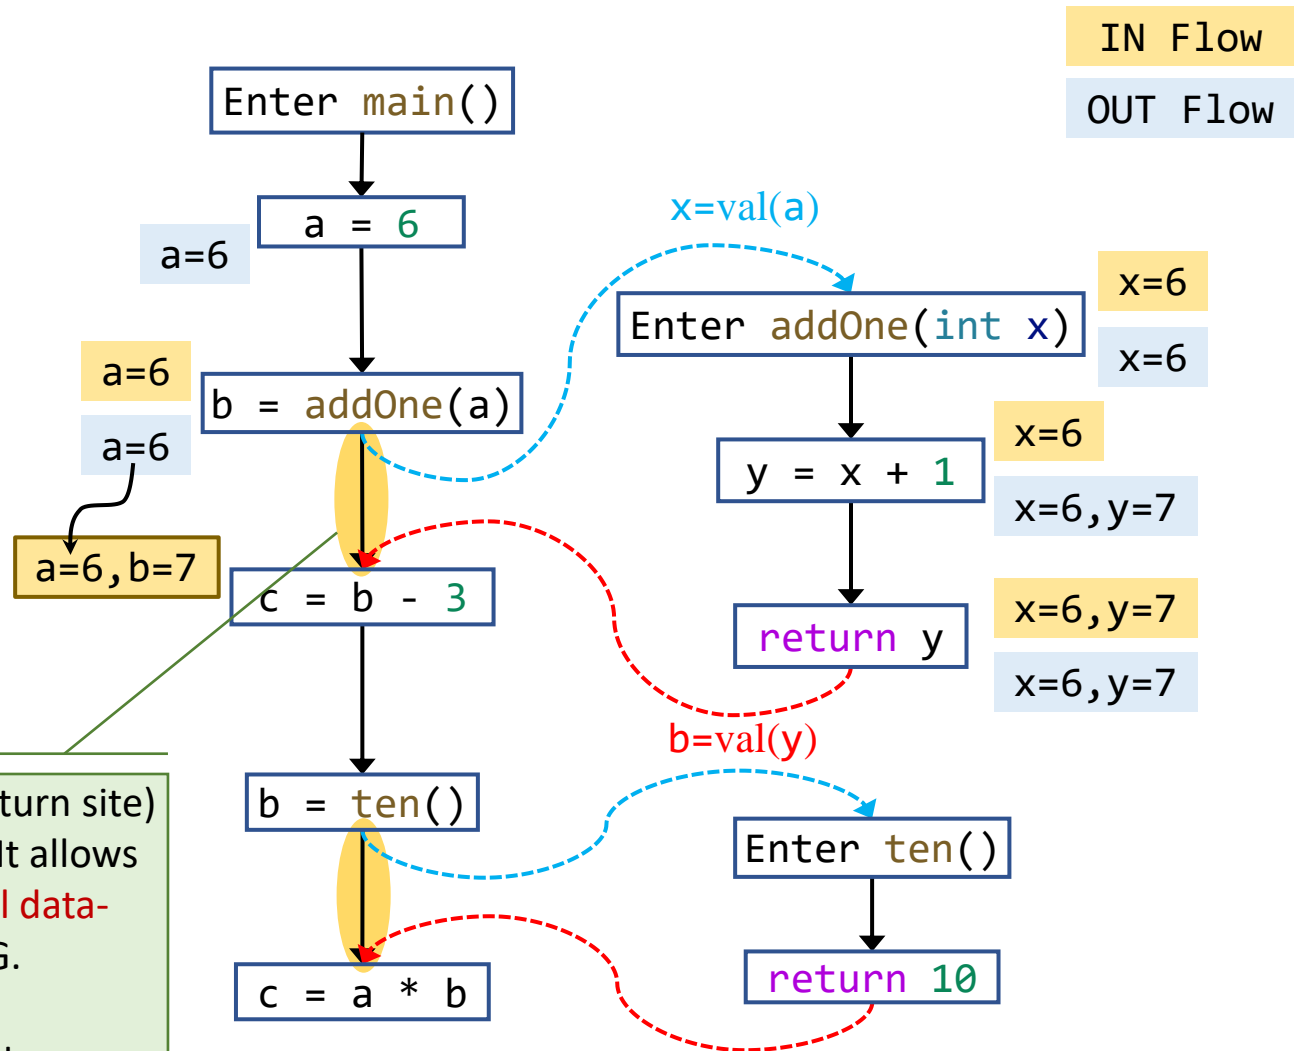 IN Flow
OUT Flow
Enter main()
a = 6
a=6
x=val(a)
Enter addOne(int x)
x=6
x=6
a=6
b = addOne(a)
a=6
y = x + 1
x=6
x=6,y=7
a=6,b=7
c = b - 3
return y
x=6,y=7
x=6,y=7
b=val(y)
turn site)
It allows
l data-
G.
b = ten()
Enter ten()
c = a * b
return 10